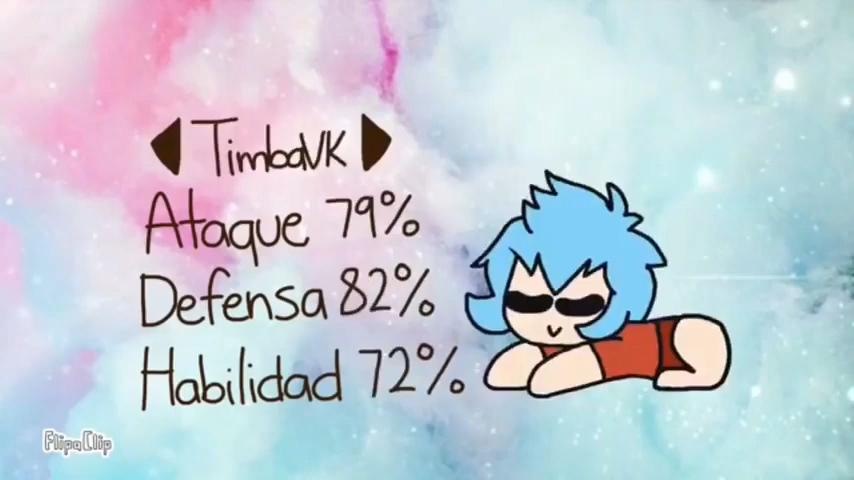 TimbaVK
Ataque 79%
Defensa 82%
Habilidad 72%
FlipaClip